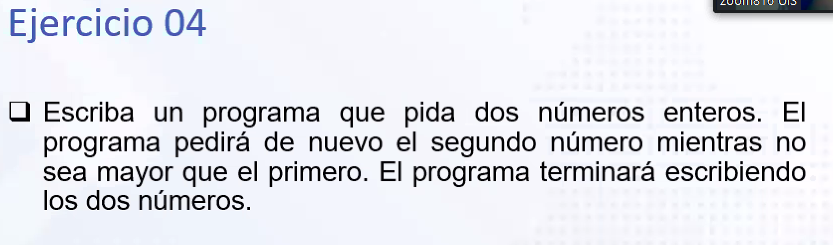 Ejercicio 04
❑ Escriba un programa que pida dos números enteros. El
programa pedirá de nuevo el segundo número mientras no
sea mayor que el primero. El programa terminará escribiendo
los dos números.